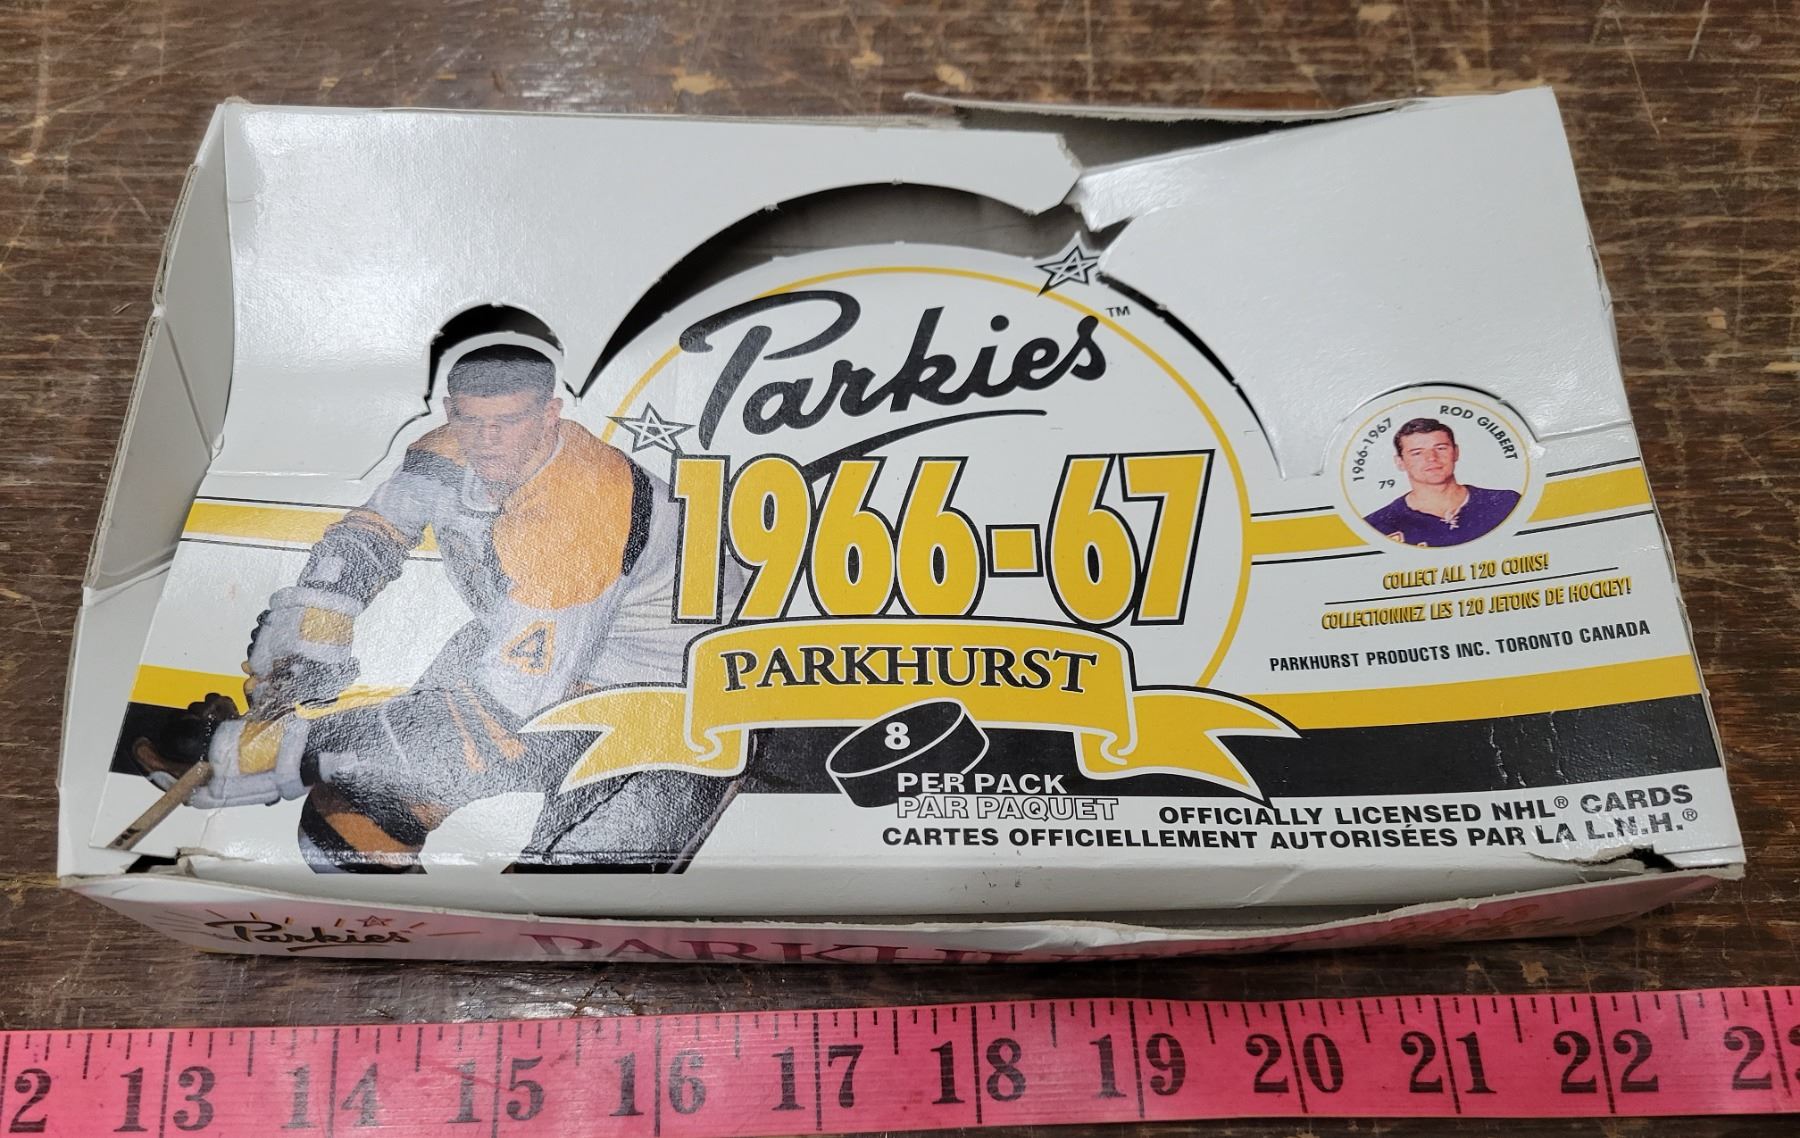 Parkies™
1966-67
PARKHURST
8
PER PACK
PAR PAQUET
OFFICIALLY LICENSED NHL® CARDS
CARTES OFFICIELLEMENT AUTORISÉES PAR LA L.N.H.®
1966-1967
ROD GILBERT
79
COLLECT ALL 120 COINS!
COLLECTIONNEZ LES 120 JETONS DE HOCKEY!
PARKHURST PRODUCTS INC. TORONTO CANADA
4
Parkies
2 13 14 15 16 17 18 19 20 21 22 2